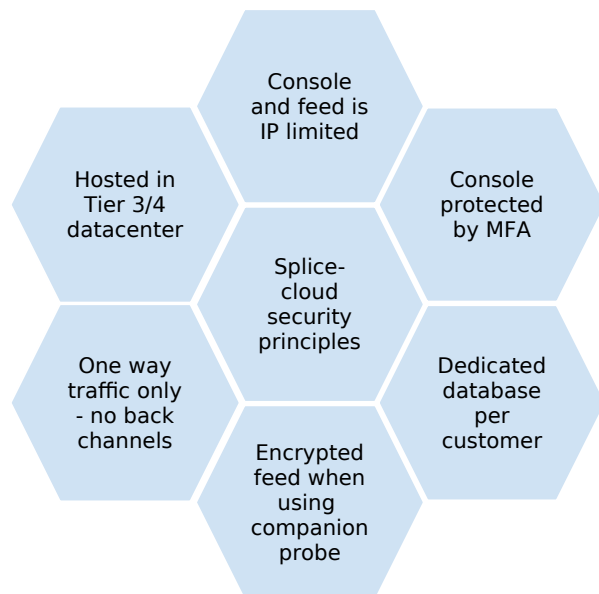 Console
and feed is
IP limited
Hosted in
Tier 3/4
datacenter
Console
protected
by MFA
Splice-
cloud
security
principles
One way
traffic only
- no back
channels
Dedicated
database
per
customer
Encrypted
feed when
using
companion
probe